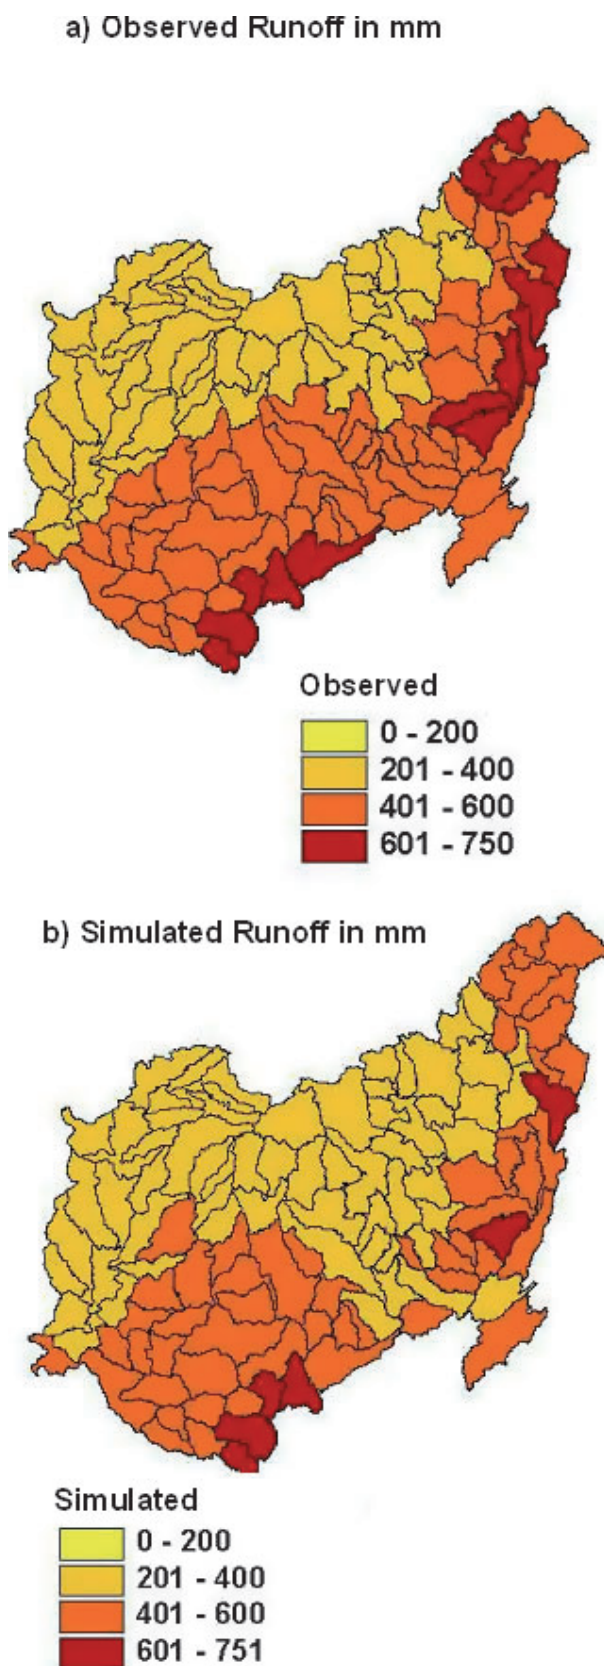 a) Observed Runoff in mm
Observed
0 - 200
201 - 400
401 - 600
601 - 750
b) Simulated Runoff in mm
Simulated
0 - 200
201 - 400
401 - 600
601 - 751